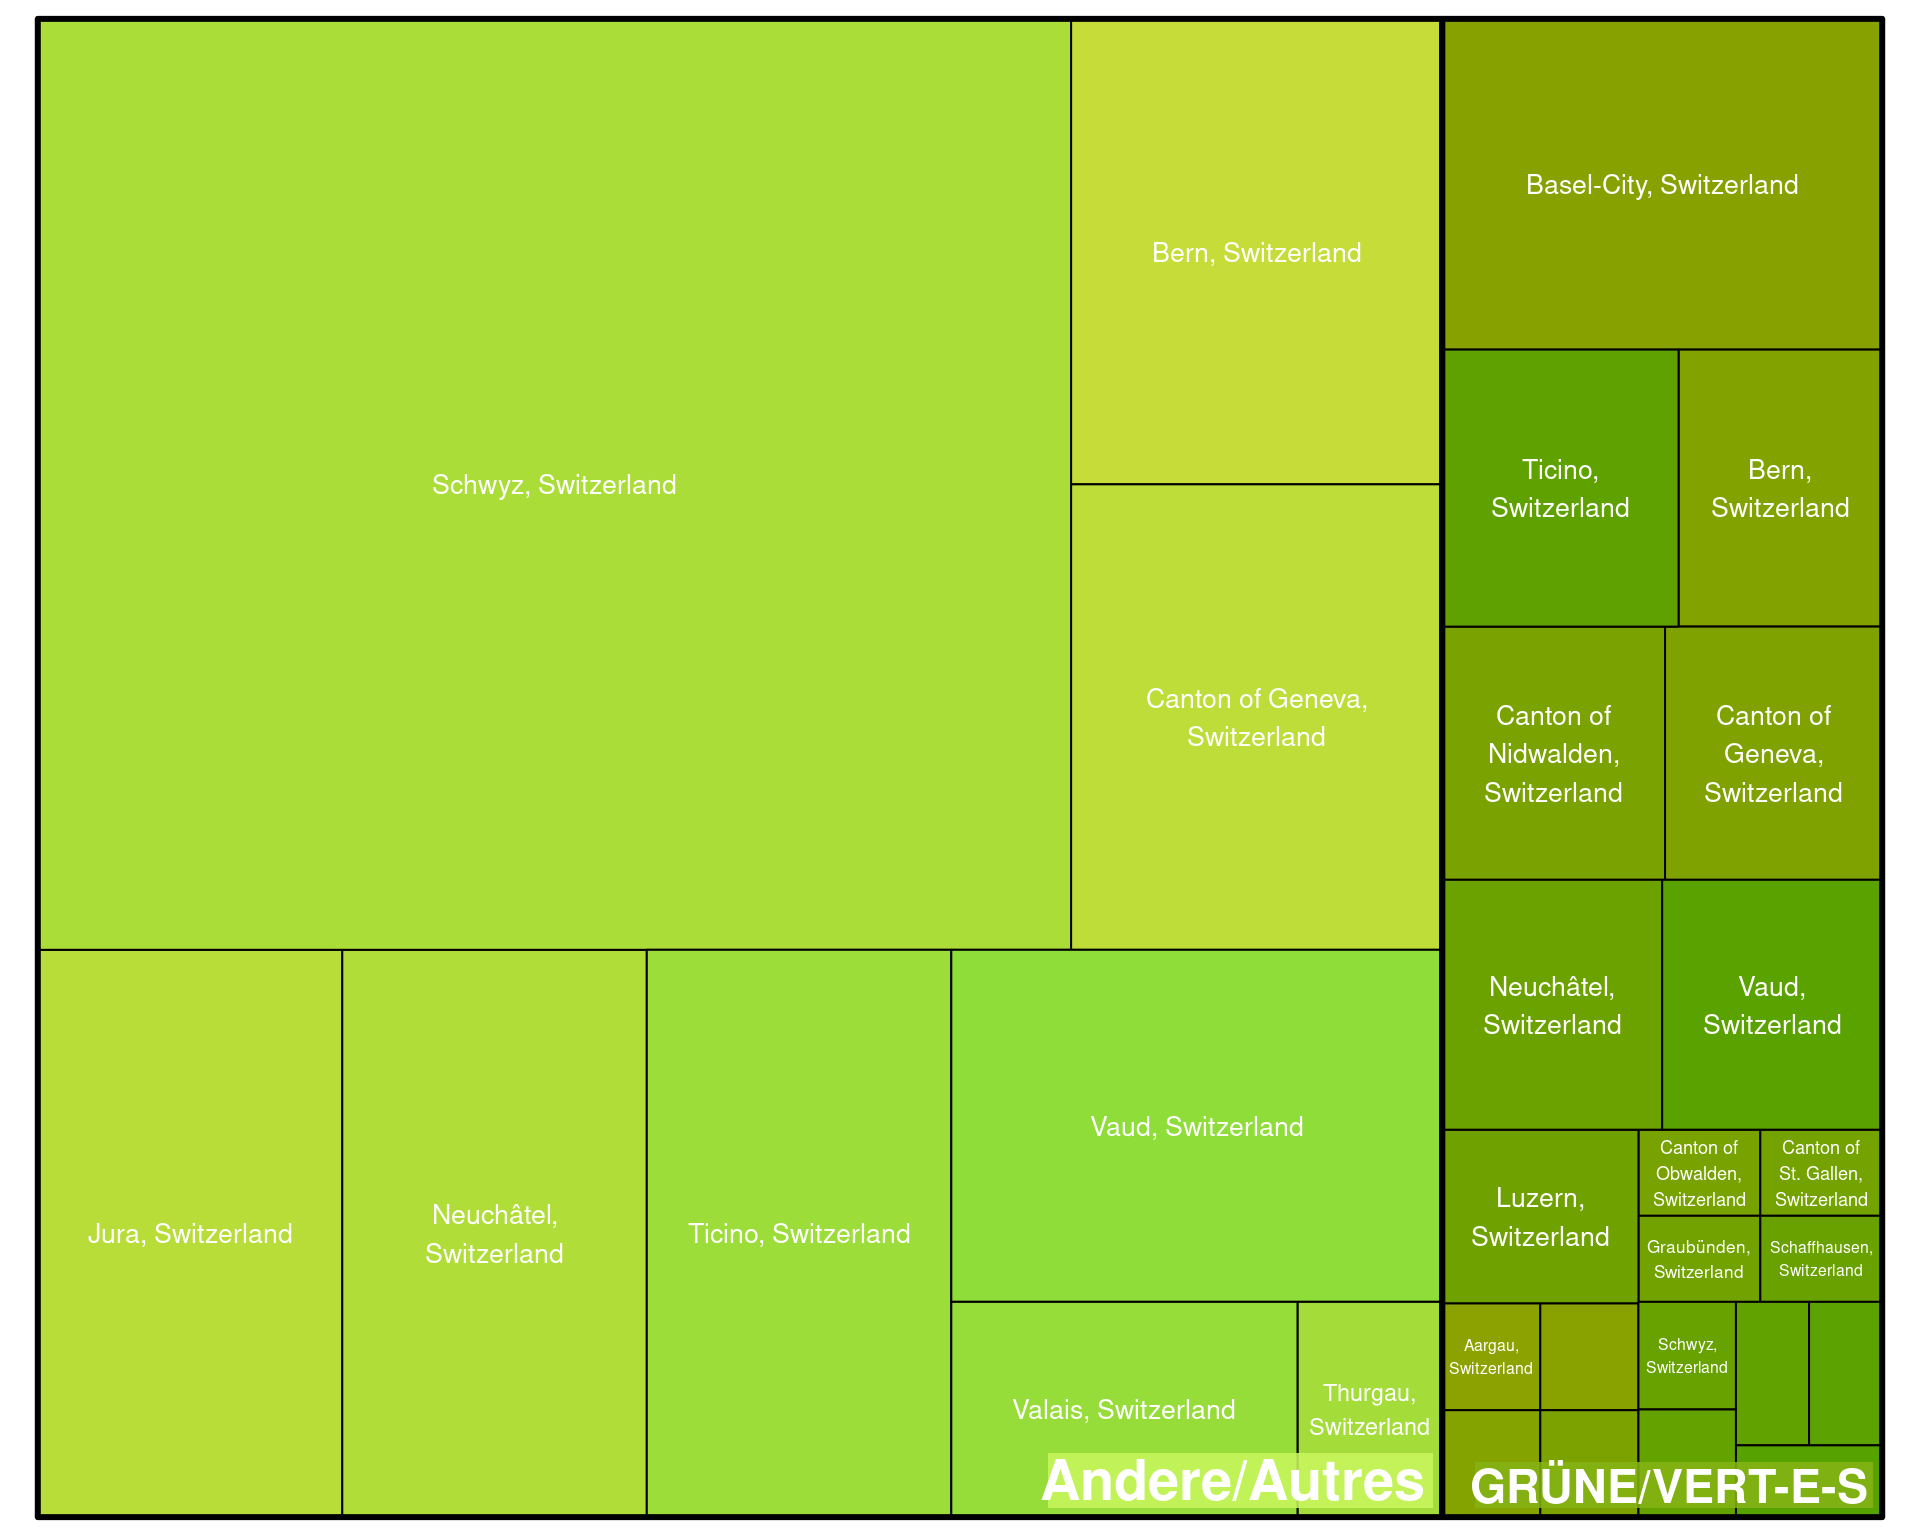 Schwyz, Switzerland
Bern, Switzerland
Canton of Geneva,
Switzerland
Jura, Switzerland
Neuchâtel,
Switzerland
Ticino, Switzerland
Vaud, Switzerland
Valais, Switzerland
Thurgau,
Switzerland
Andere/Autres
Basel-City, Switzerland
Ticino,
Switzerland
Bern,
Switzerland
Canton of
Nidwalden,
Switzerland
Canton of
Geneva,
Switzerland
Neuchâtel,
Switzerland
Vaud,
Switzerland
Luzern,
Switzerland
Canton of
Obwalden,
Switzerland
Canton of
St. Gallen,
Switzerland
Graubünden,
Switzerland
Schaffhausen,
Switzerland
Aargau,
Switzerland
Schwyz,
Switzerland
GRÜNE/VERT-E-S